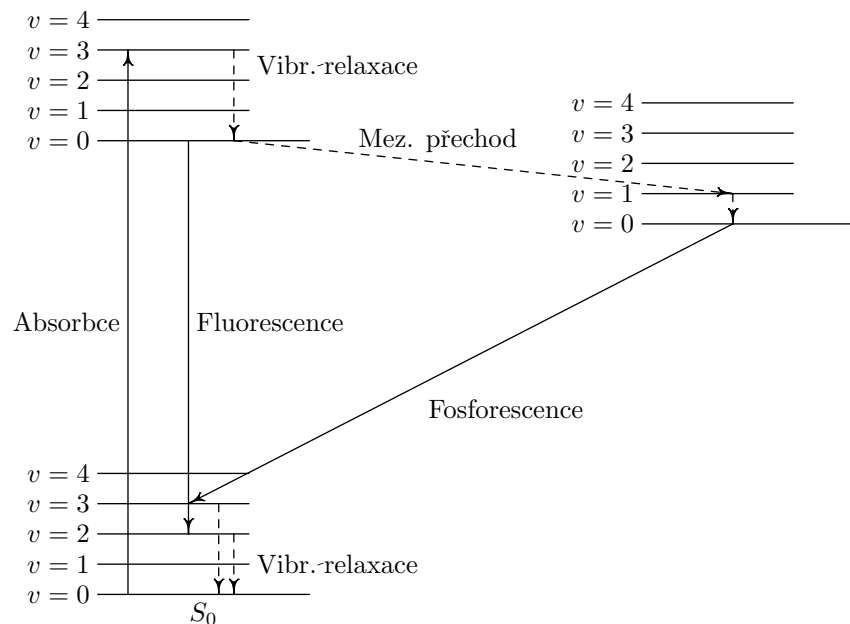 v = 4
v = 3
Vibr. relaxace
v = 2
v = 1
v = 0
Mez. přechod
v = 4
v = 3
v = 2
v = 1
v = 0
Absorbce
Fluorescence
Fosforescence
v = 4
v = 3
v = 2
v = 1
Vibr. relaxace
v = 0
S₀